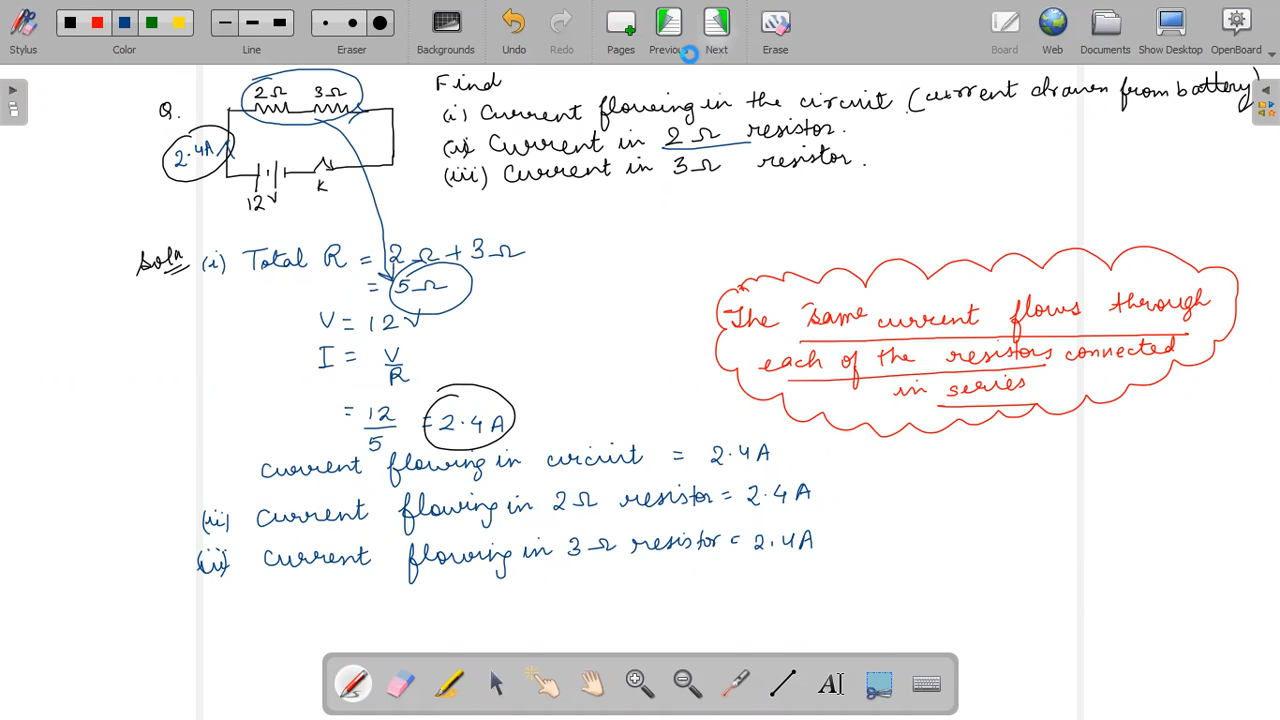 Stylus
Color
Line
Eraser
Backgrounds
Undo
Redo
Pages
Previous
Next
Erase
Board
Web
Documents
Show Desktop
OpenBoard
Q.
2Ω 3Ω
2.4A
12V
K
Find
(i) Current flowing in the circuit (current drawn from battery)
(ii) Current in 2Ω resistor.
(iii) Current in 3Ω resistor.
Soln (i) Total R = 2Ω + 3Ω
= 5Ω
V = 12V
I = V/R
= 12/5 = 2.4A
current flowing in circuit = 2.4A
(ii) current flowing in 2Ω resistor = 2.4A
(iii) current flowing in 3Ω resistor = 2.4A
The same current flows through
each of the resistors connected
in series